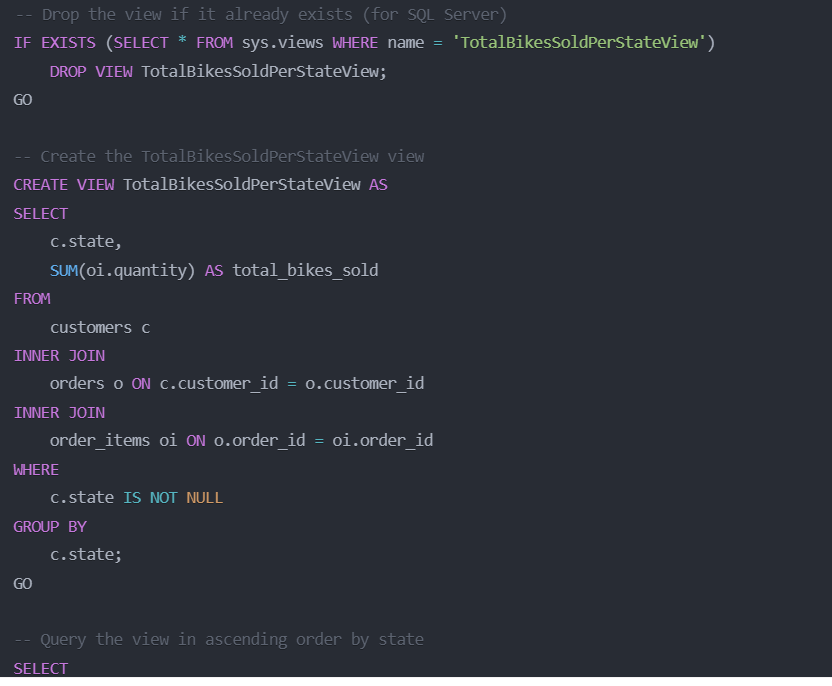 -- Drop the view if it already exists (for SQL Server)
IF EXISTS (SELECT * FROM sys.views WHERE name = 'TotalBikesSoldPerStateView')
    DROP VIEW TotalBikesSoldPerStateView;
GO

-- Create the TotalBikesSoldPerStateView view
CREATE VIEW TotalBikesSoldPerStateView AS
SELECT
    c.state,
    SUM(oi.quantity) AS total_bikes_sold
FROM
    customers c
INNER JOIN
    orders o ON c.customer_id = o.customer_id
INNER JOIN
    order_items oi ON o.order_id = oi.order_id
WHERE
    c.state IS NOT NULL
GROUP BY
    c.state;
GO

-- Query the view in ascending order by state
SELECT